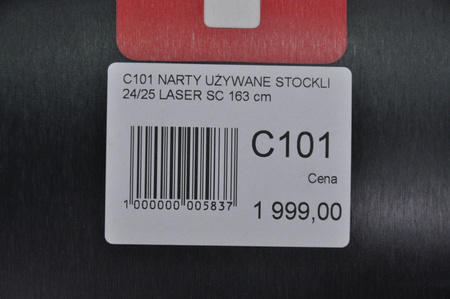 C101 NARTY UŻYWANE STOCKLI
24/25 LASER SC 163 cm
C101
Cena
1 000000 005837
1 999,00